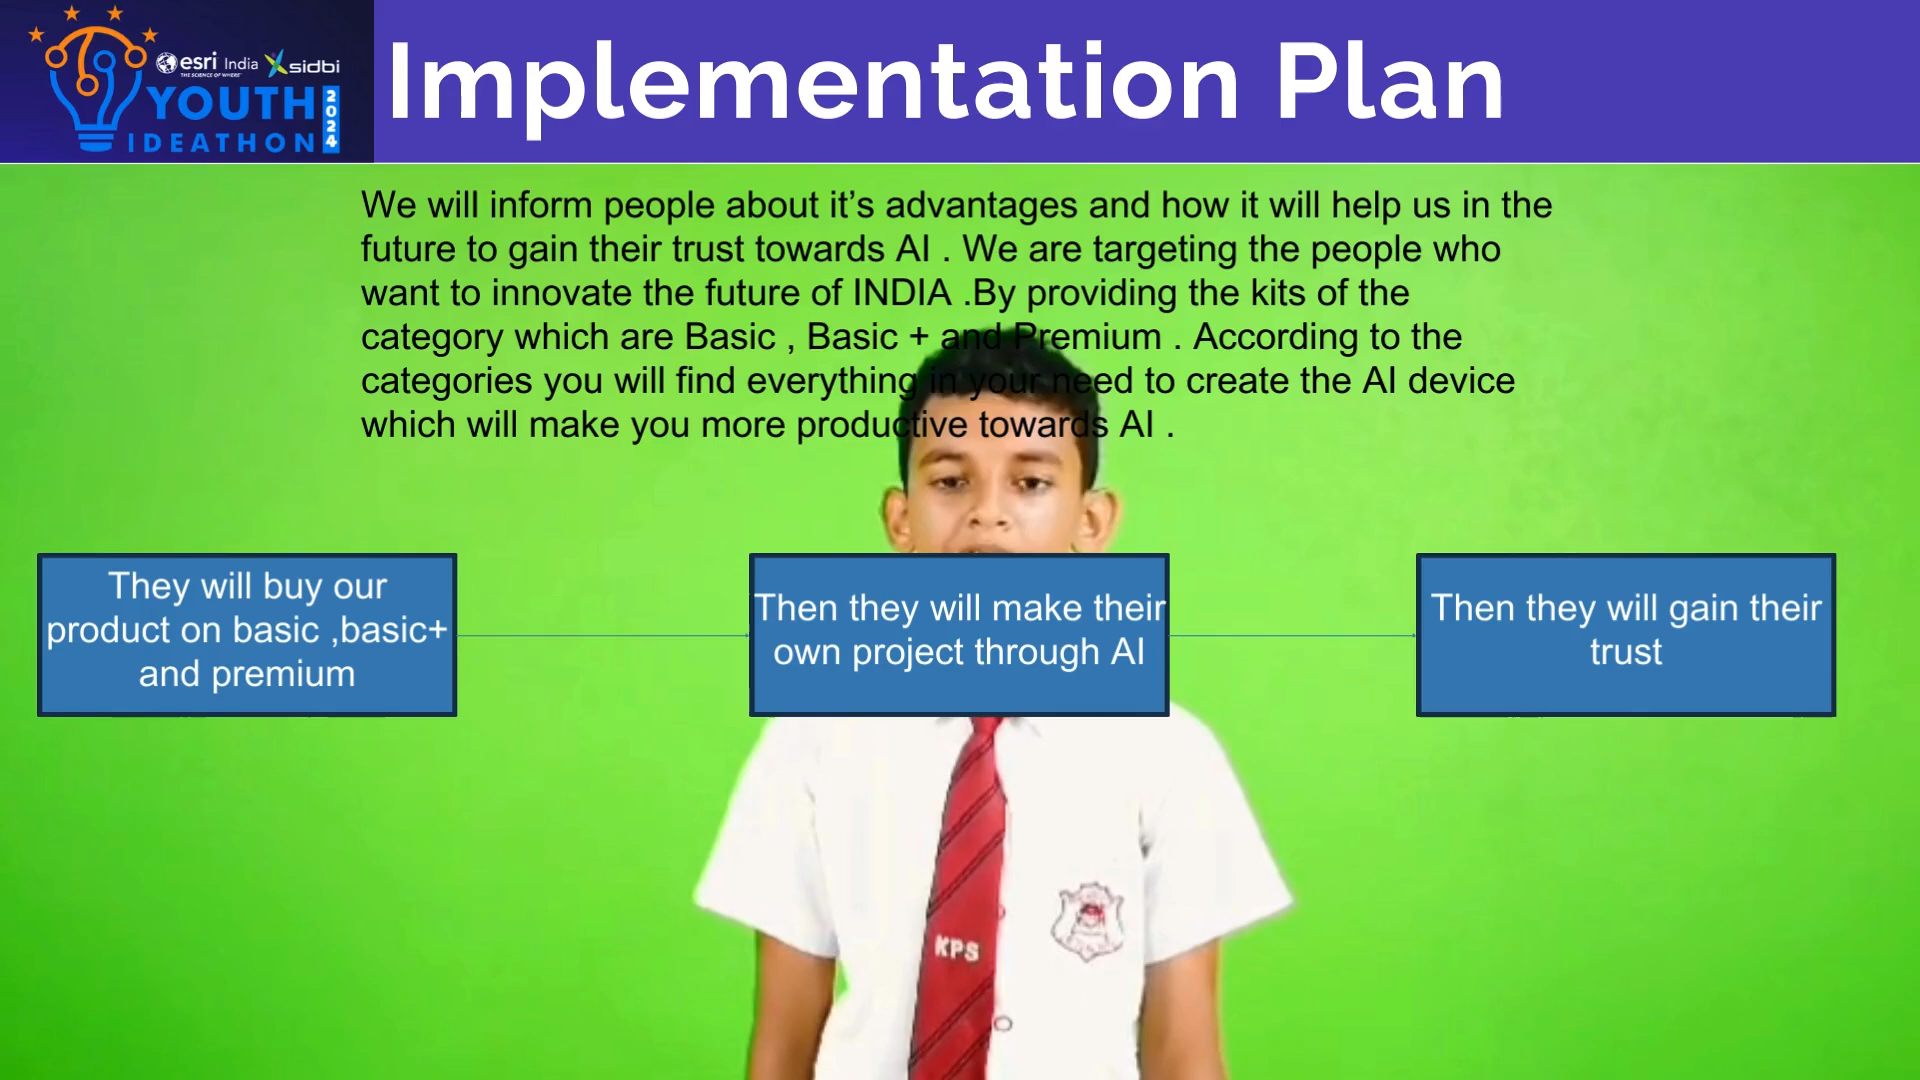 esri India sidbi
THE SCIENCE OF WHERE
YOUTH
IDEATHON
2024
Implementation Plan
We will inform people about it’s advantages and how it will help us in the
future to gain their trust towards AI . We are targeting the people who
want to innovate the future of INDIA .By providing the kits of the
category which are Basic , Basic + and Premium . According to the
categories you will find everything in your need to create the AI device
which will make you more productive towards AI .
They will buy our
product on basic ,basic+
and premium
Then they will make their
own project through AI
Then they will gain their
trust
KPS